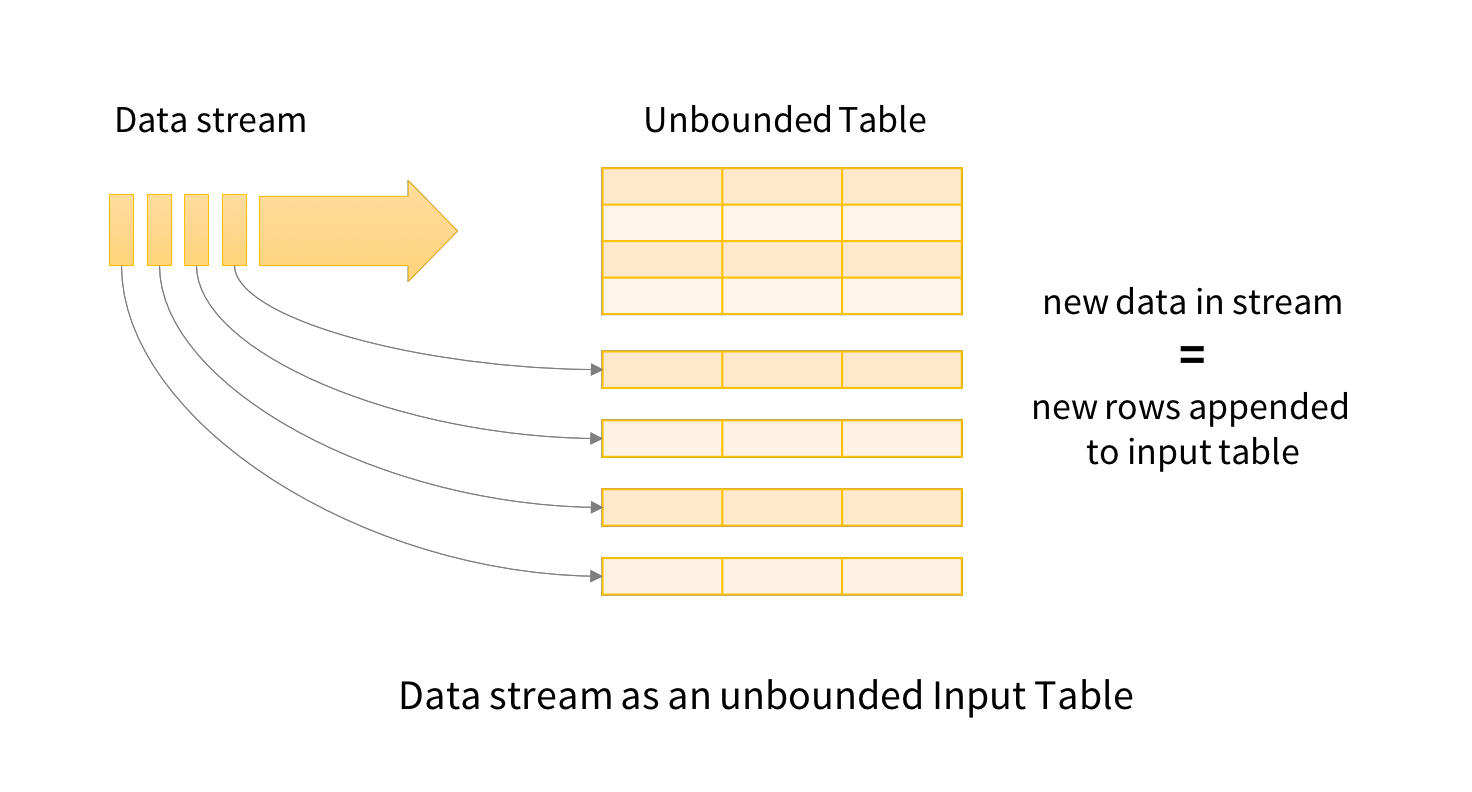 Data stream
Unbounded Table
new data in stream
=
new rows appended
to input table
Data stream as an unbounded Input Table